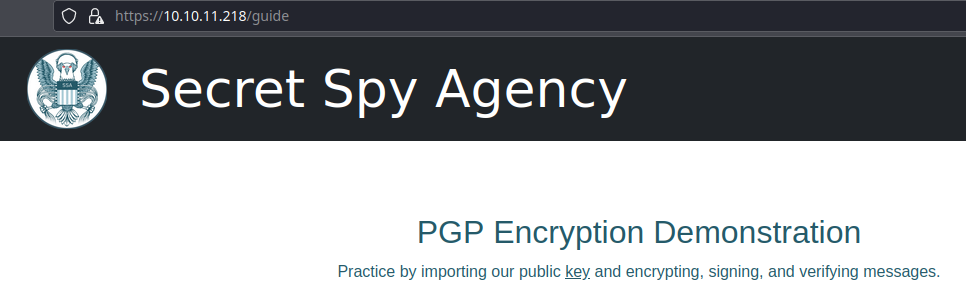 https://10.10.11.218/guide
SSA
Secret Spy Agency
PGP Encryption Demonstration
Practice by importing our public key and encrypting, signing, and verifying messages.